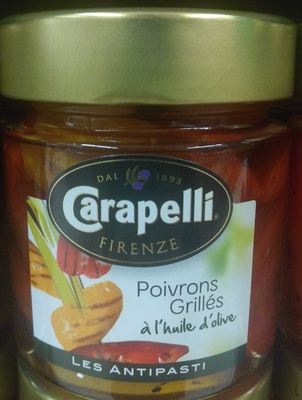 DAL 1893
Carapelli
FIRENZE
Poivrons
Grillés
à l'huile d'olive
LES ANTIPASTI